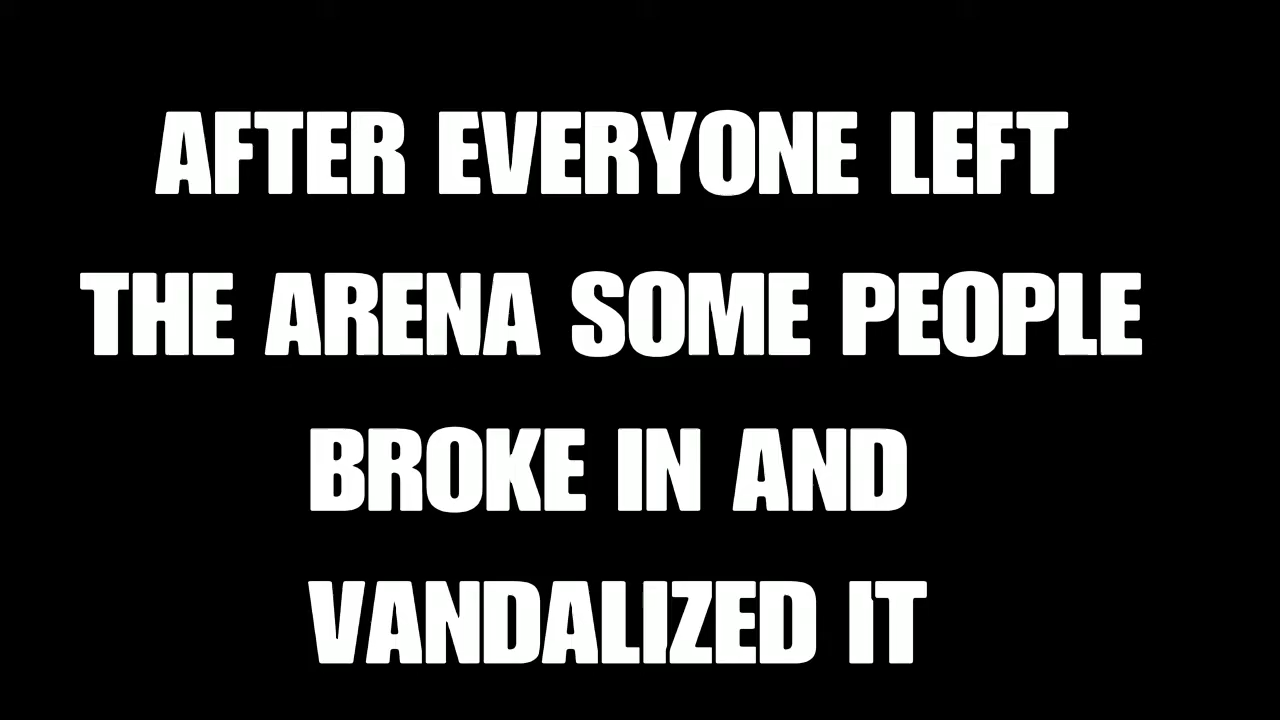 AFTER EVERYONE LEFT
THE ARENA SOME PEOPLE
BROKE IN AND
VANDALIZED IT